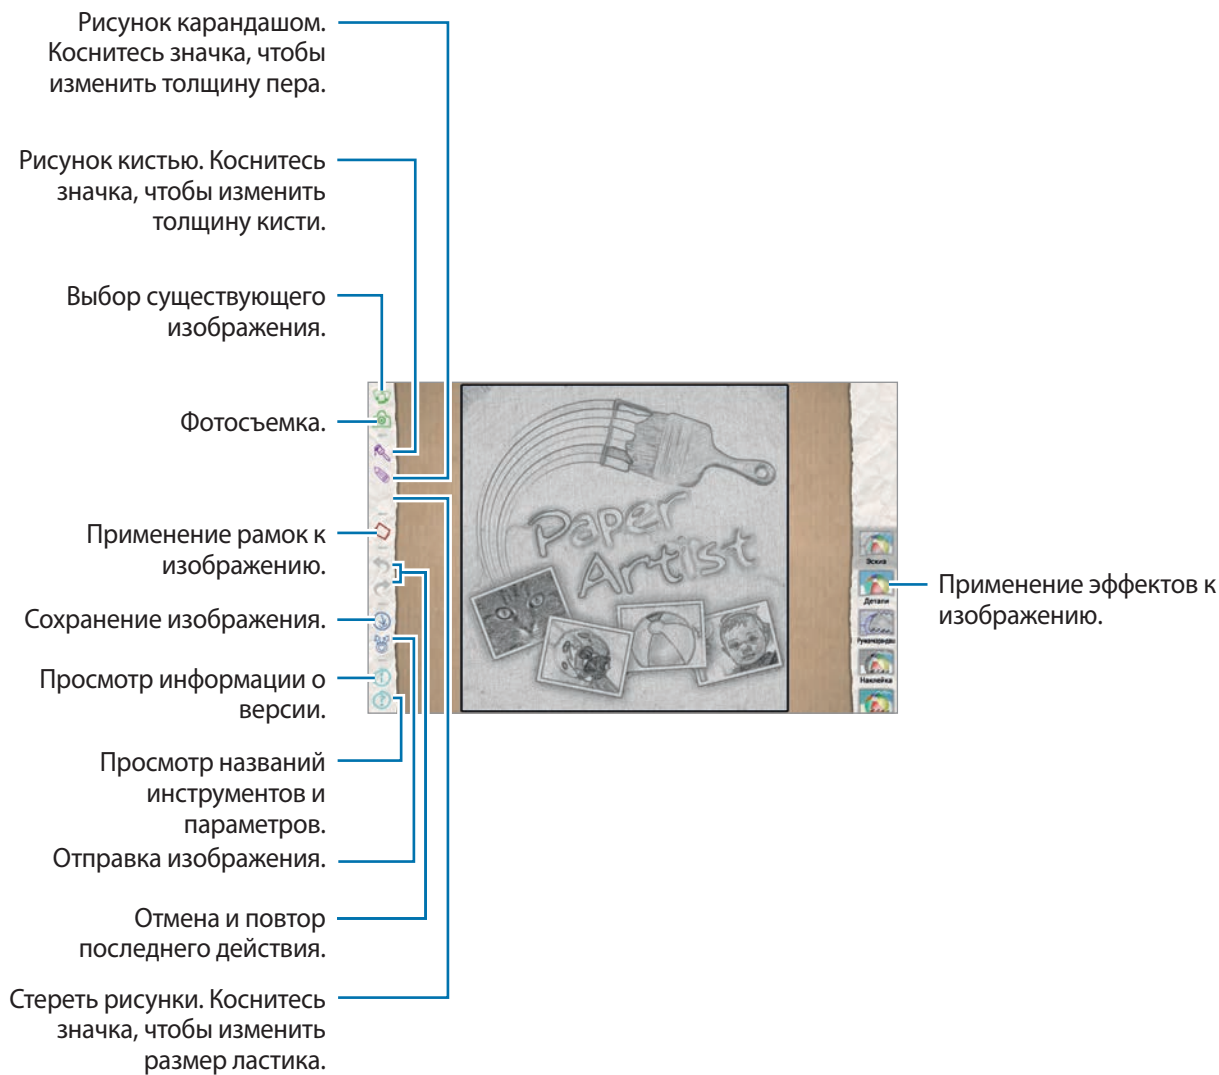 Рисунок карандашом.
Коснитесь значка, чтобы
изменить толщину пера.
Рисунок кистью. Коснитесь
значка, чтобы изменить
толщину кисти.
Выбор существующего
изображения.
Фотосъемка.
Применение рамок к
изображению.
Сохранение изображения.
Просмотр информации о
версии.
Просмотр названий
инструментов и
параметров.
Отправка изображения.
Отмена и повтор
последнего действия.
Стереть рисунки. Коснитесь
значка, чтобы изменить
размер ластика.
Paper
Artist
Эскиз
Детали
Наклейка
Применение эффектов к
изображению.